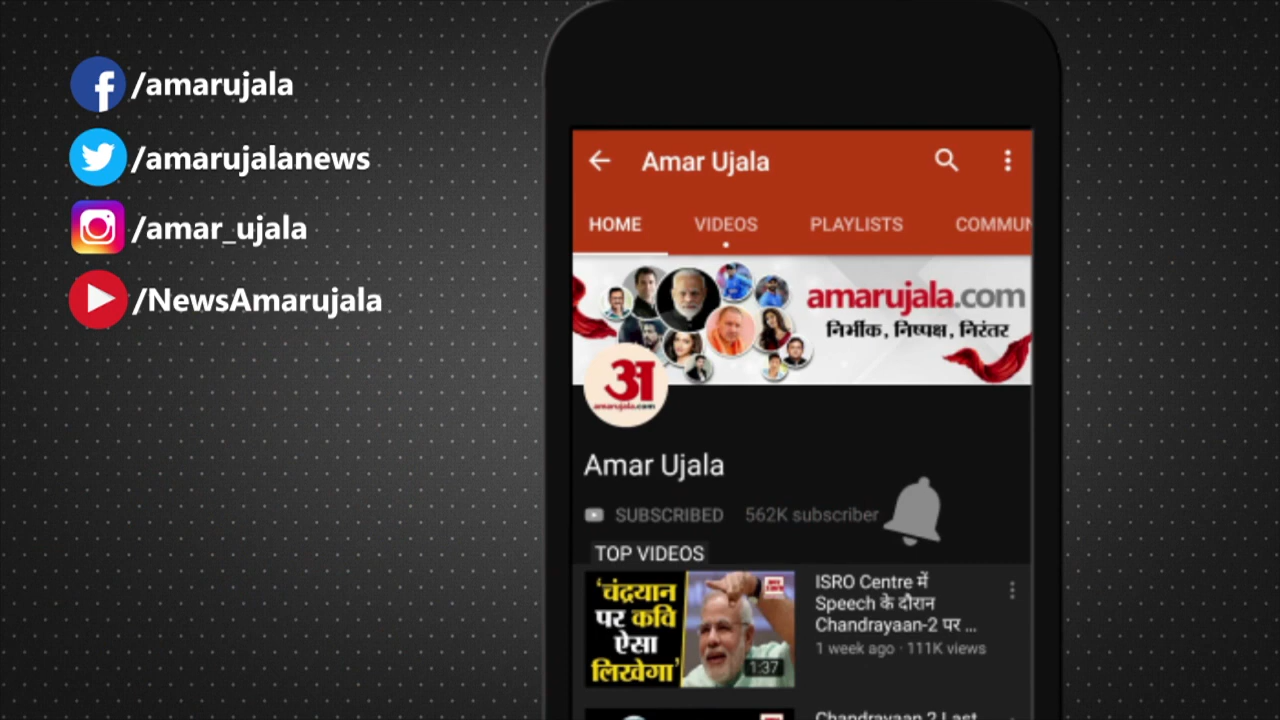 /amarujala
/amarujalanews
/amar_ujala
/NewsAmarujala
Amar Ujala
HOME VIDEOS PLAYLISTS COMMUN
amarujala.com
निर्भीक, निष्पक्ष, निरंतर
अ
amarujala.com
Amar Ujala
SUBSCRIBED 562K subscriber
TOP VIDEOS
‘चंद्रयान
पर कवि
ऐसा
लिखेगा’
1:37
ISRO Centre में
Speech के दौरान
Chandrayaan-2 पर ...
1 week ago · 111K views
Chandrayaan 2 Last